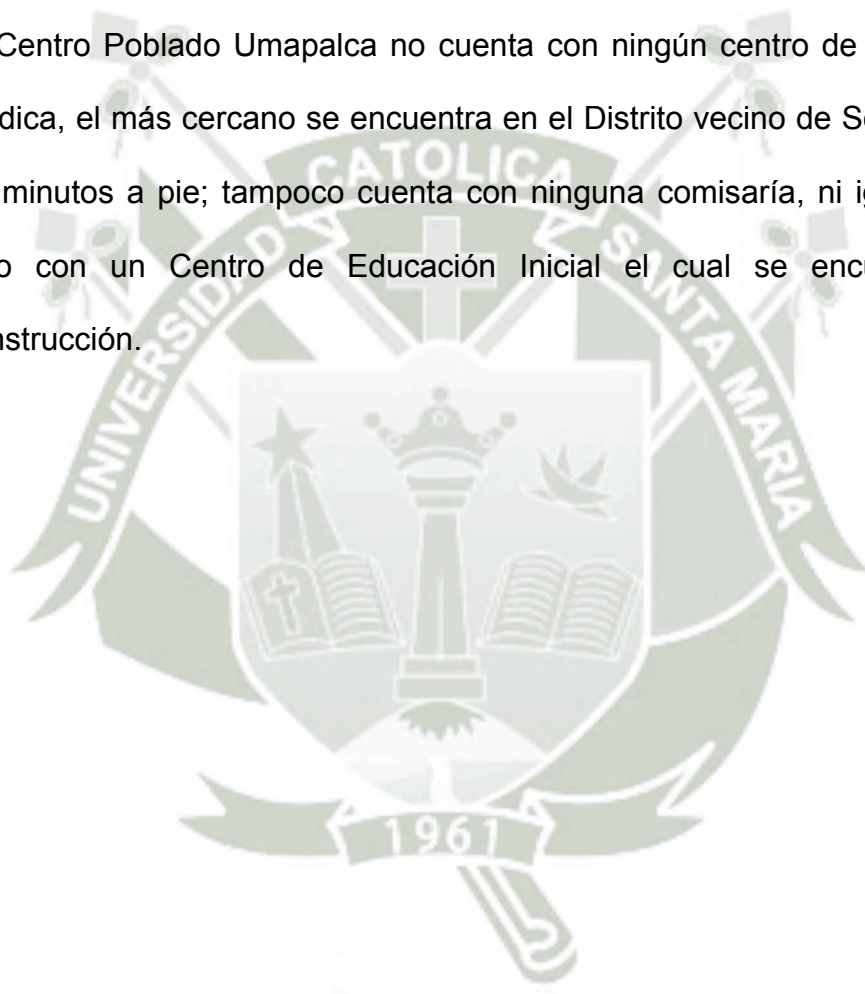 Centro Poblado Umapalca no cuenta con ningún centro de
dica, el más cercano se encuentra en el Distrito vecino de
minutos a pie; tampoco cuenta con ninguna comisaría, ni
con un Centro de Educación Inicial el cual se
nstrucción.
UNIVERSIDAD CATOLICA SANTA MARIA
1961